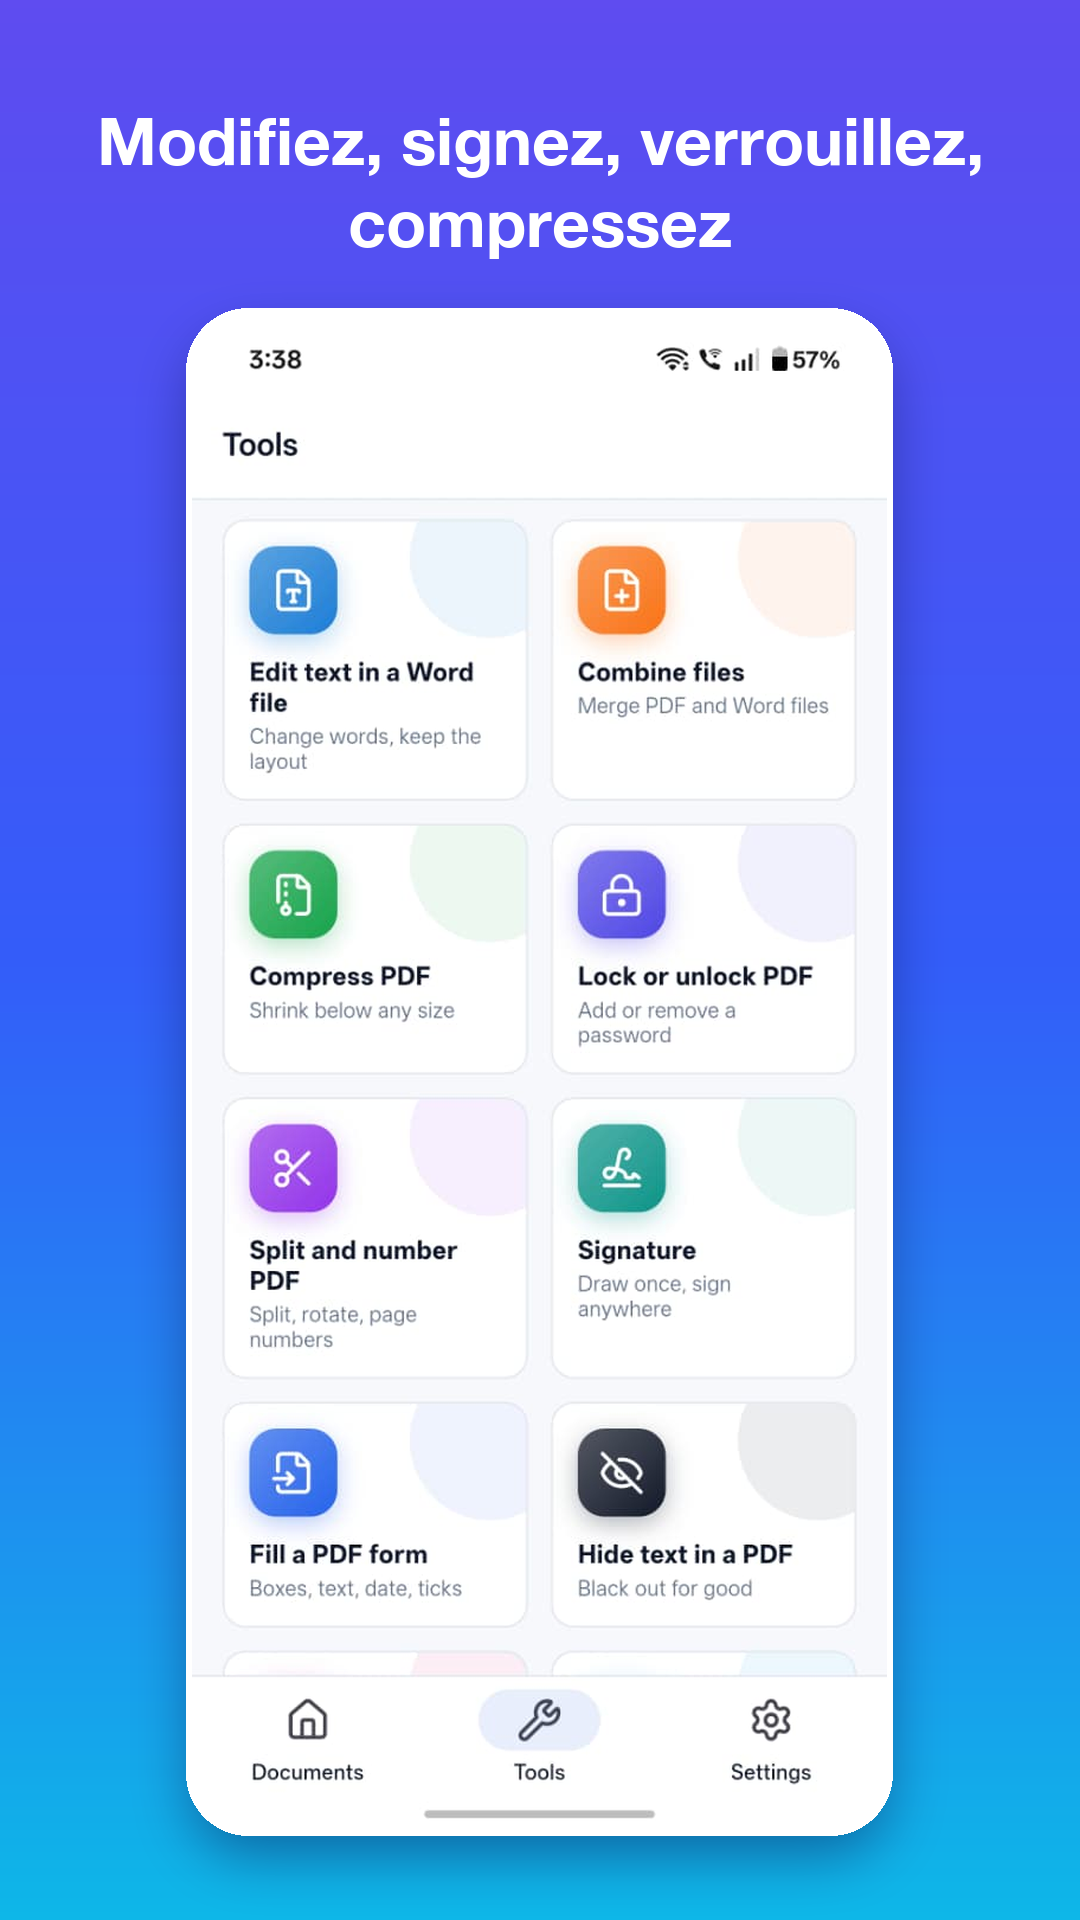 Modifiez, signez, verrouillez,
compressez
3:38
57%
Tools
Edit text in a Word
file
Change words, keep the
layout
Combine files
Merge PDF and Word files
Compress PDF
Shrink below any size
Lock or unlock PDF
Add or remove a
password
Split and number
PDF
Split, rotate, page
numbers
Signature
Draw once, sign
anywhere
Fill a PDF form
Boxes, text, date, ticks
Hide text in a PDF
Black out for good
Documents
Tools
Settings